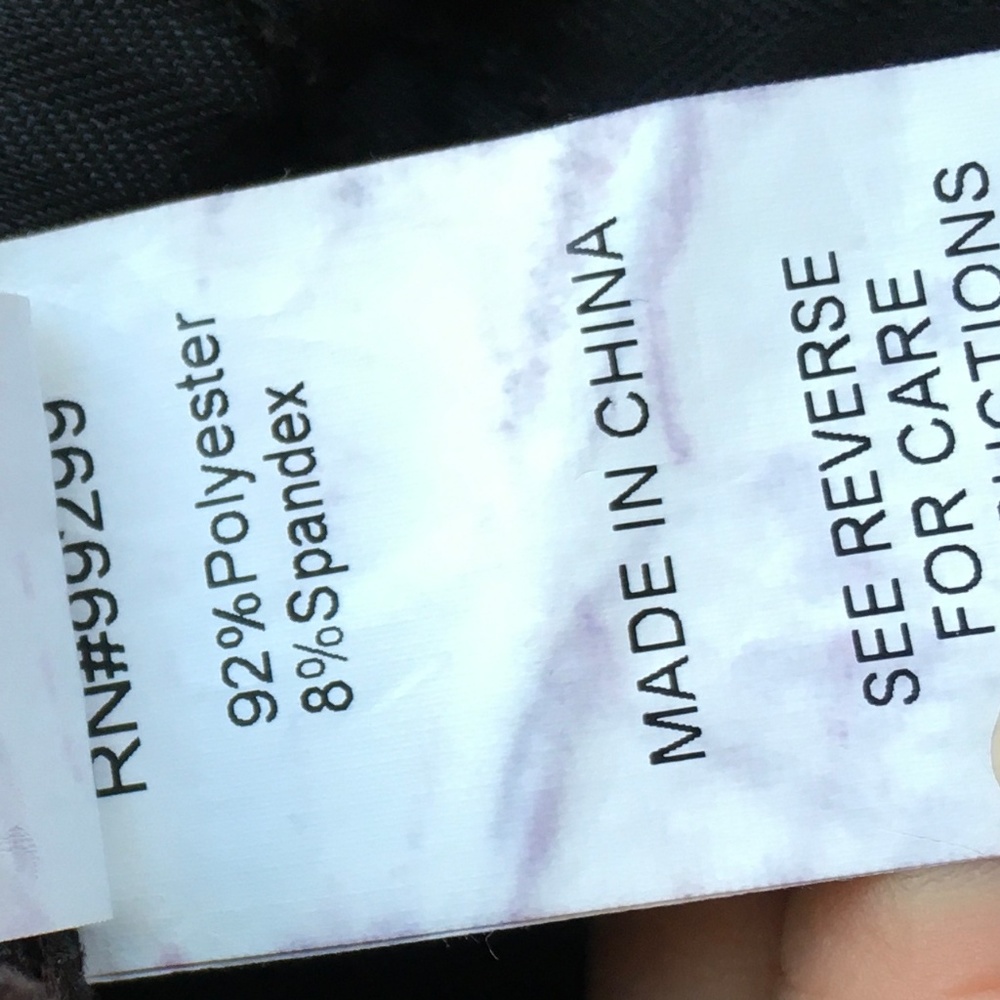 RN#99299
92%Polyester
8%Spandex
MADE IN CHINA
SEE REVERSE
FOR CARE